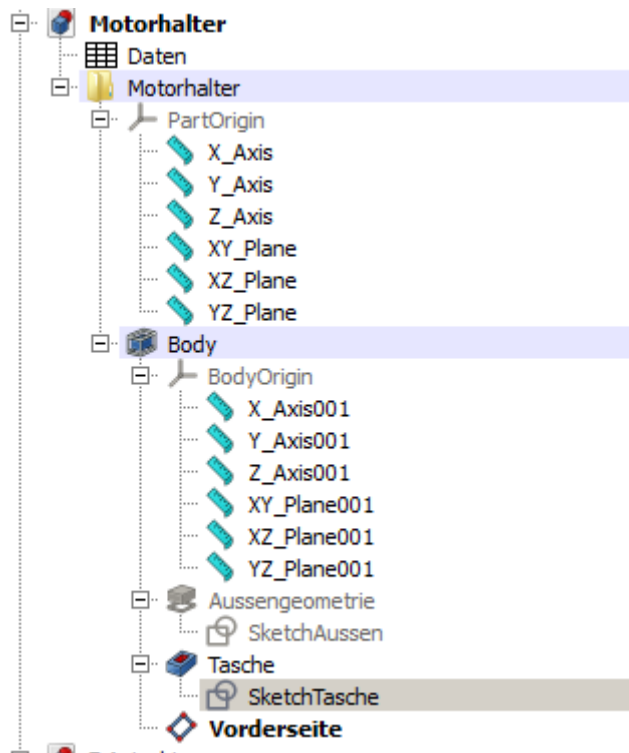 Motorhalter
Daten
Motorhalter
PartOrigin
X_Axis
Y_Axis
Z_Axis
XY_Plane
XZ_Plane
YZ_Plane
Body
BodyOrigin
X_Axis001
Y_Axis001
Z_Axis001
XY_Plane001
XZ_Plane001
YZ_Plane001
Aussengeometrie
SketchAussen
Tasche
SketchTasche
Vorderseite